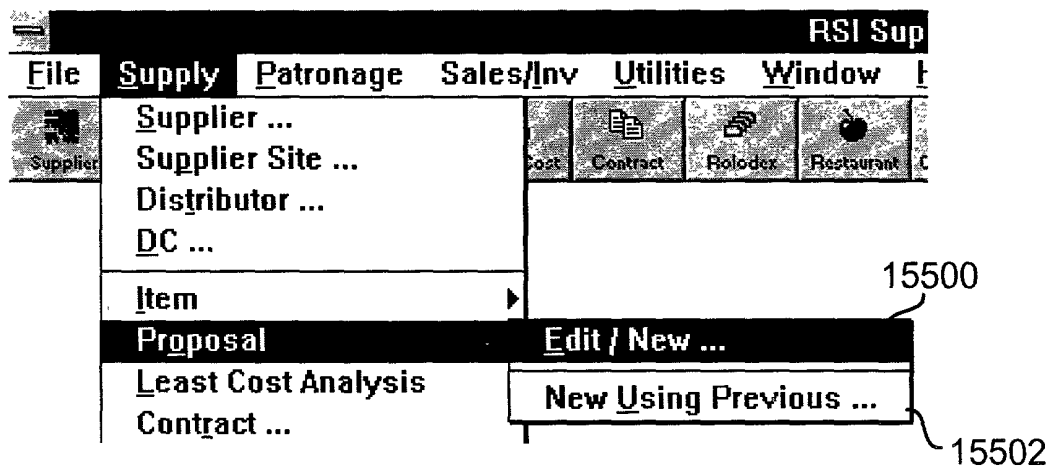 RSI Sup
File Supply Patronage Sales/Inv Utilities Window
Supplier Cost Contract Rolodex Restaurant
Supplier ...
Supplier Site ...
Distributor ...
DC ...
Item
Proposal
Least Cost Analysis
Contract ...
15500
Edit / New ...
New Using Previous ...
15502